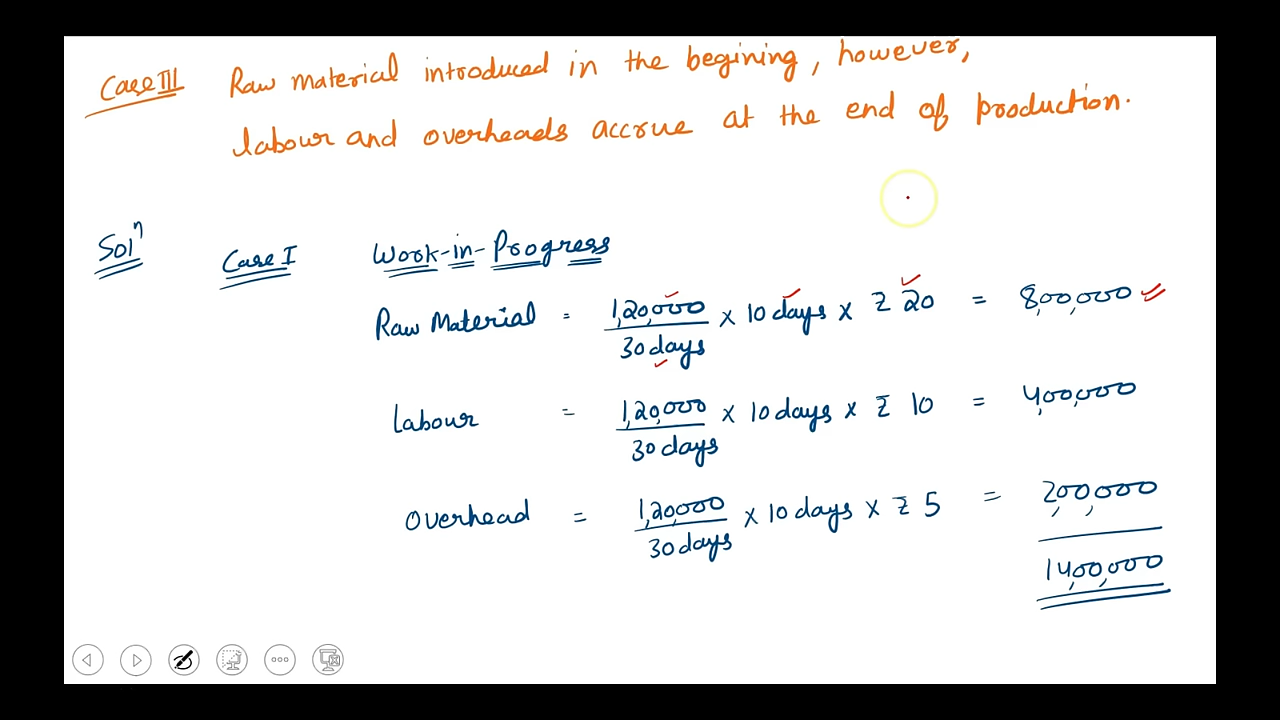 Case III Raw material introduced in the begining, however,
labour and overheads accrue at the end of production.
Solⁿ Case I Work-in-Progress
Raw Material = 1,20,000 / 30 days x 10 days x ₹ 20 = 8,00,000
labour = 1,20,000 / 30 days x 10 days x ₹ 10 = 4,00,000
Overhead = 1,20,000 / 30 days x 10 days x ₹ 5 = 2,00,000
14,00,000